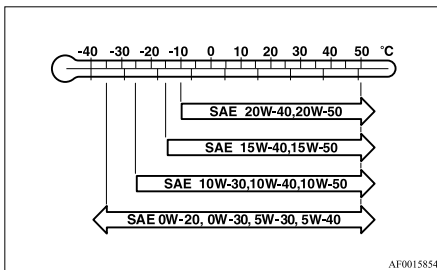 -40 -30 -20 -10 0 10 20 30 40 50 °C
SAE 20W-40,20W-50
SAE 15W-40,15W-50
SAE 10W-30,10W-40,10W-50
SAE 0W-20, 0W-30, 5W-30, 5W-40
AF0015854